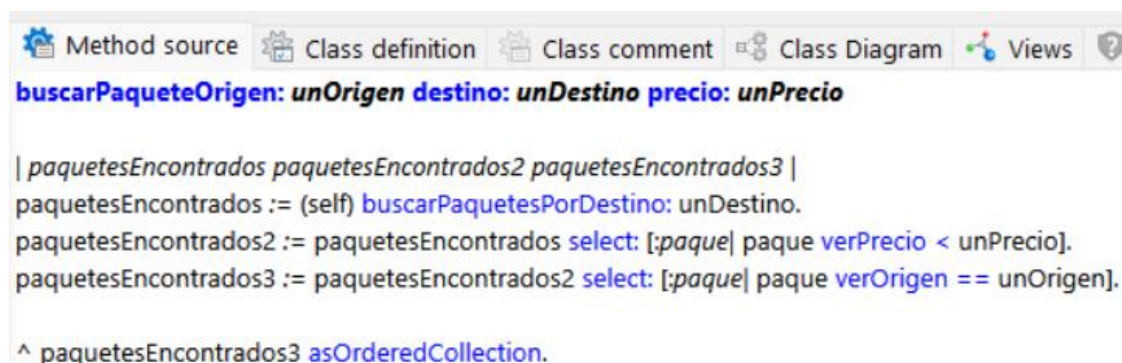 Method source Class definition Class comment Class Diagram Views
buscarPaqueteOrigen: unOrigen destino: unDestino precio: unPrecio
| paquetesEncontrados paquetesEncontrados2 paquetesEncontrados3 |
paquetesEncontrados := (self) buscarPaquetesPorDestino: unDestino.
paquetesEncontrados2 := paquetesEncontrados select: [:paque| paque verPrecio < unPrecio].
paquetesEncontrados3 := paquetesEncontrados2 select: [:paque| paque verOrigen == unOrigen].
^ paquetesEncontrados3 asOrderedCollection.